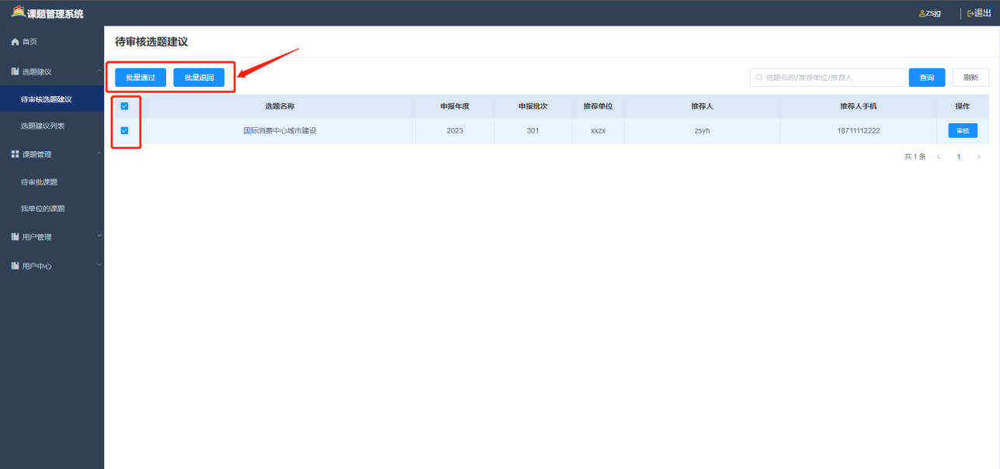 课题管理系统
zsjg
退出
首页
选题建议
待审核选题建议
选题建议列表
课题管理
待审批课题
我单位的课题
用户管理
用户中心
待审核选题建议
批量通过 批量退回 选题名称/推荐单位/推荐人 查询 刷新
选题名称 申报年度 申报批次 推荐单位 推荐人 推荐人手机 操作
国际消费中心城市建设 2023 301 xxzx zsyh 18711112222 审核
共 1 条 1